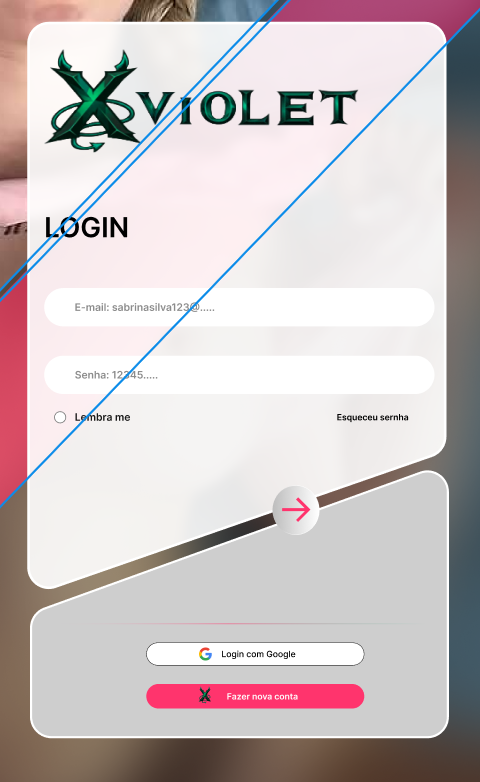 XVIOLET
LOGIN
E-mail: sabrinasilva123@.....
Senha: 12345.....
Lembra me
Esqueceu sernha
Login com Google
Fazer nova conta